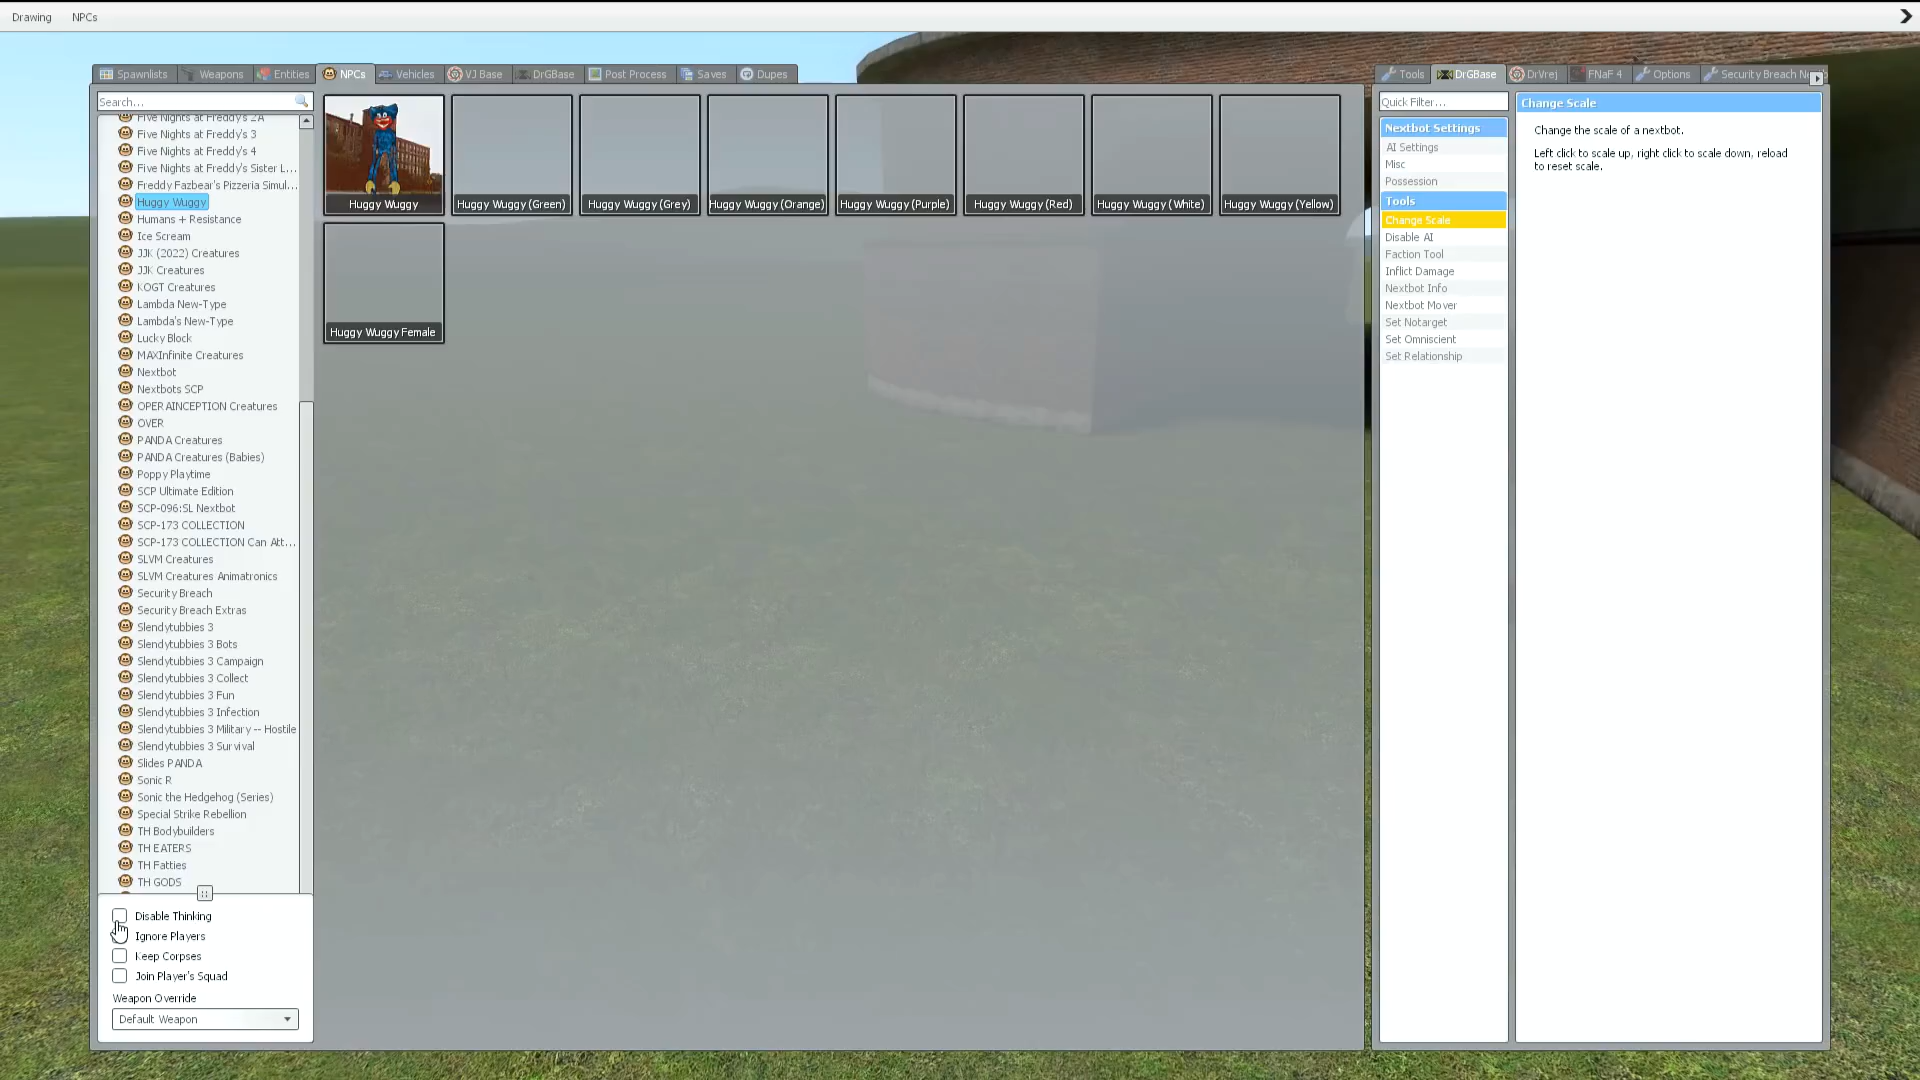 Drawing NPCs
Spawnlists Weapons Entities NPCs Vehicles VJ Base DrGBase Post Process Saves Dupes
Search...
Five Nights at Freddy's 2A
Five Nights at Freddy's 3
Five Nights at Freddy's 4
Five Nights at Freddy's Sister L...
Freddy Fazbear's Pizzeria Simul...
Huggy Wuggy
Humans + Resistance
Ice Scream
JJK (2022) Creatures
JJK Creatures
KOGT Creatures
Lambda New-Type
Lambda's New-Type
Lucky Block
MAXInfinite Creatures
Nextbot
Nextbots SCP
OPERAINCEPTION Creatures
OVER
PANDA Creatures
PANDA Creatures (Babies)
Poppy Playtime
SCP Ultimate Edition
SCP-096:SL Nextbot
SCP-173 COLLECTION
SCP-173 COLLECTION Can Att...
SLVM Creatures
SLVM Creatures Animatronics
Security Breach
Security Breach Extras
Slendytubbies 3
Slendytubbies 3 Bots
Slendytubbies 3 Campaign
Slendytubbies 3 Collect
Slendytubbies 3 Fun
Slendytubbies 3 Infection
Slendytubbies 3 Military -- Hostile
Slendytubbies 3 Survival
Slides PANDA
Sonic R
Sonic the Hedgehog (Series)
Special Strike Rebellion
TH Bodybuilders
TH EATERS
TH Fatties
TH GODS
Disable Thinking
Ignore Players
Keep Corpses
Join Player's Squad
Weapon Override
Default Weapon
Huggy Wuggy
Huggy Wuggy (Green)
Huggy Wuggy (Grey)
Huggy Wuggy (Orange)
Huggy Wuggy (Purple)
Huggy Wuggy (Red)
Huggy Wuggy (White)
Huggy Wuggy (Yellow)
Huggy Wuggy Female
Tools DrGBase DrVrej FNaF 4 Options Security Breach
Quick Filter...
Nextbot Settings
AI Settings
Misc
Possession
Tools
Change Scale
Disable AI
Faction Tool
Inflict Damage
Nextbot Info
Nextbot Mover
Set Notarget
Set Omniscient
Set Relationship
Change Scale
Change the scale of a nextbot.
Left click to scale up, right click to scale down, reload
to reset scale.